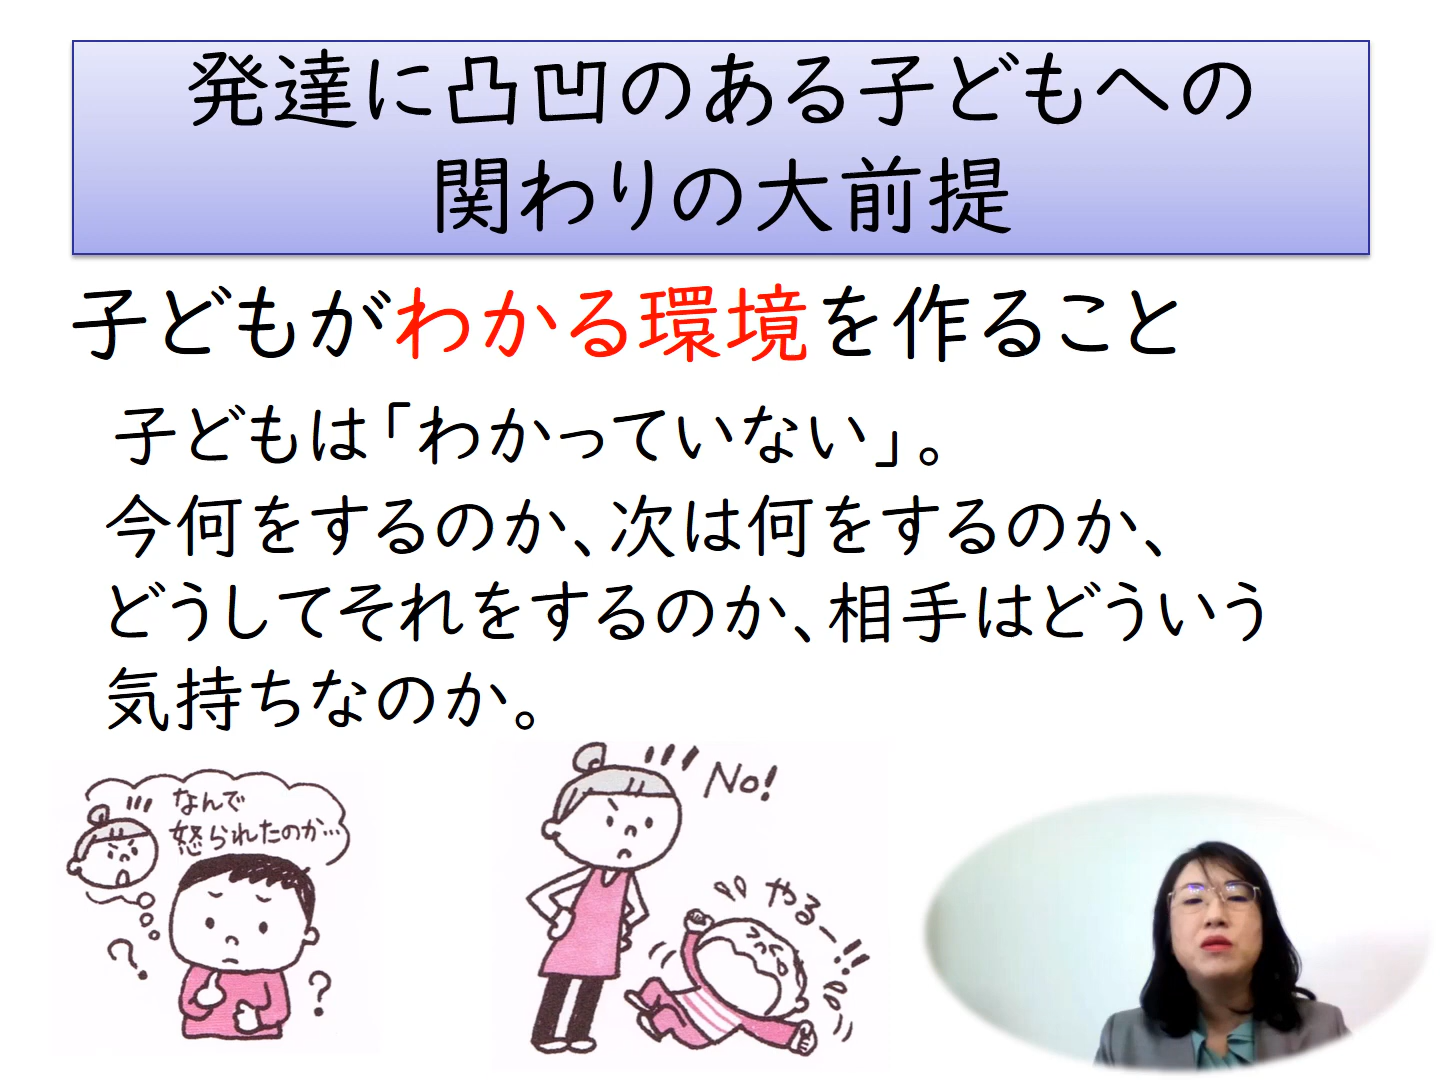 発達に凸凹のある子どもへの
関わりの大前提
子どもがわかる環境を作ること
子どもは「わかっていない」。
今何をするのか、次は何をするのか、
どうしてそれをするのか、相手はどういう
気持ちなのか。
なんで
怒られたのか…
?
?
No!
やるー!!